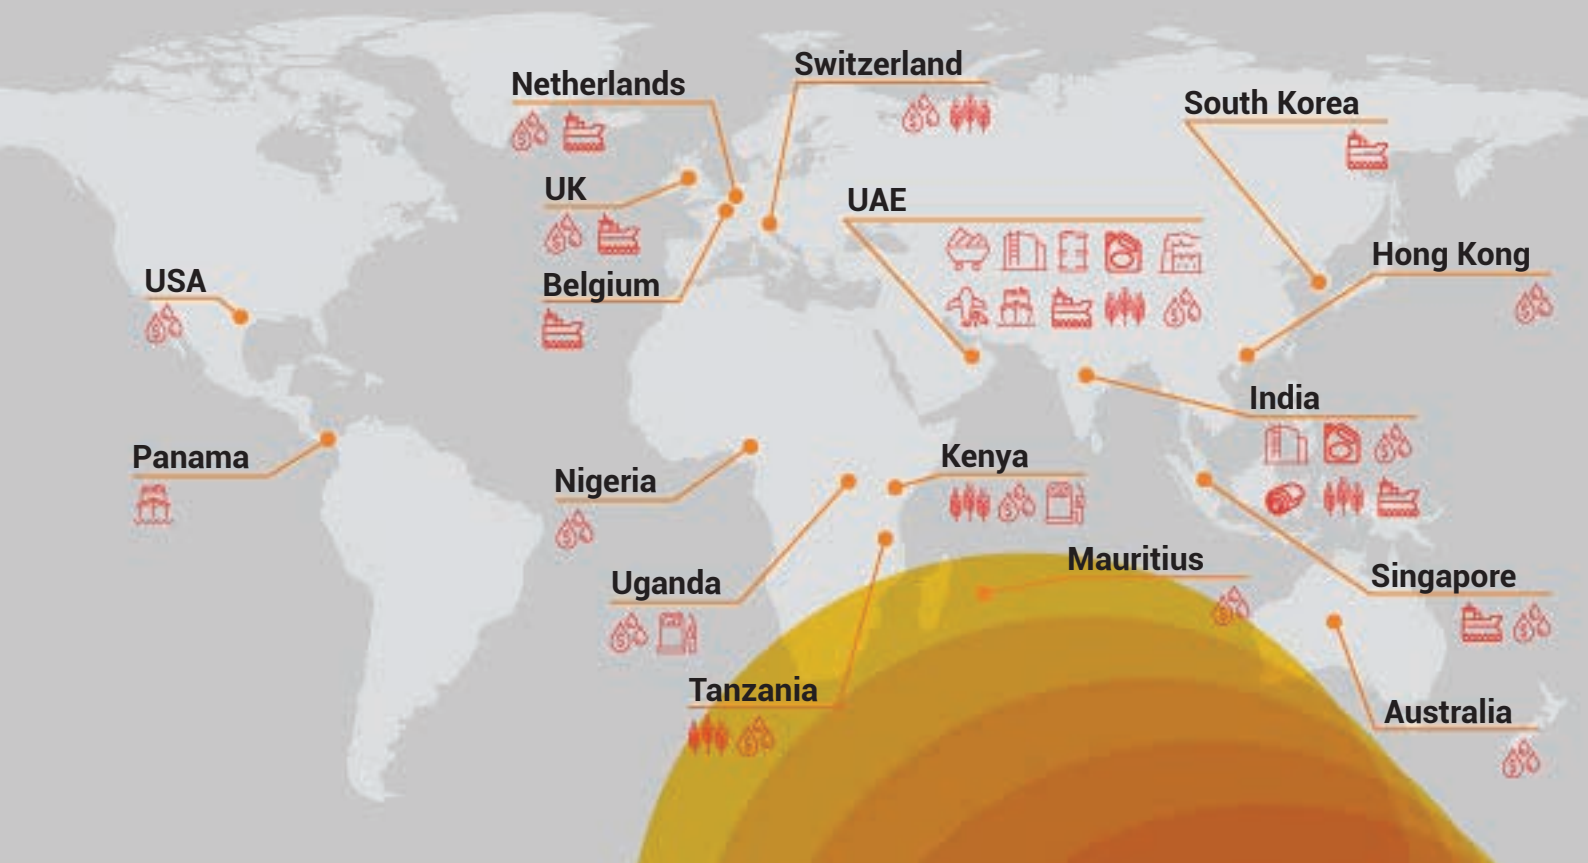 Switzerland
Netherlands
South Korea
UK
UAE
Hong Kong
USA
Belgium
India
Panama
Kenya
Nigeria
Mauritius
Uganda
Singapore
Tanzania
Australia